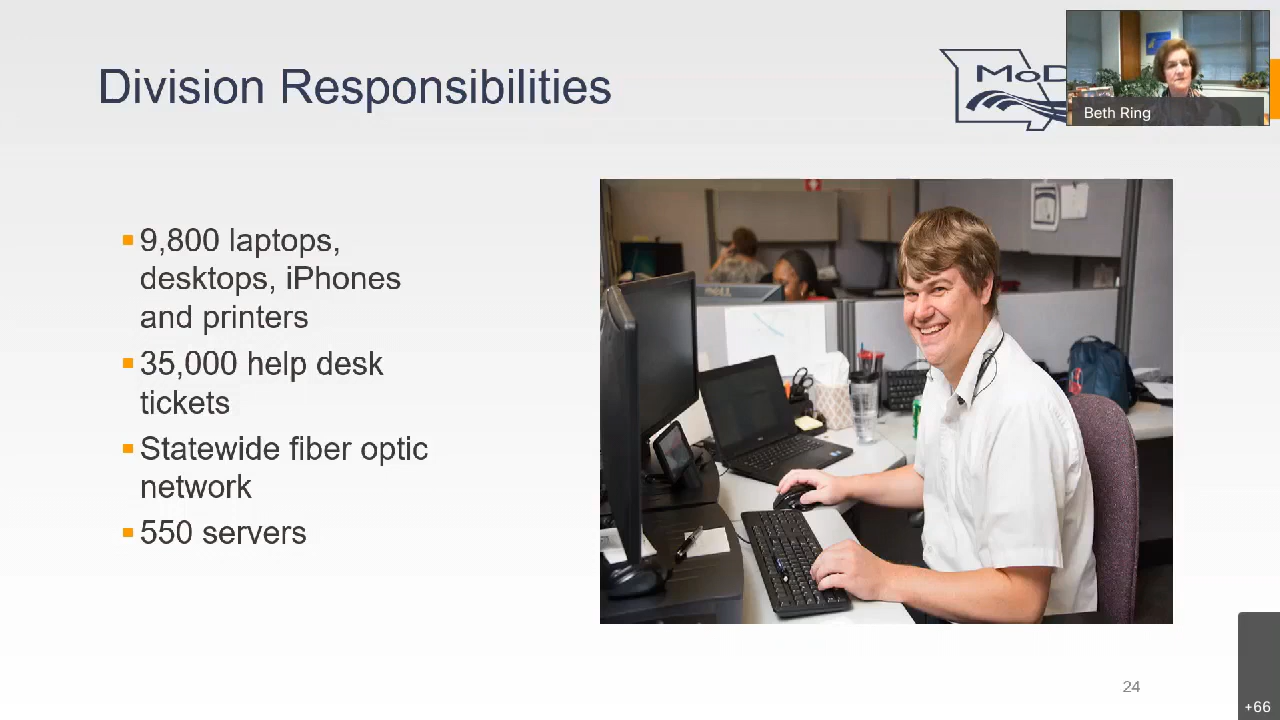 Division Responsibilities
MoD
Beth Ring
9,800 laptops,
desktops, iPhones
and printers
35,000 help desk
tickets
Statewide fiber optic
network
550 servers
DELL
24
+66